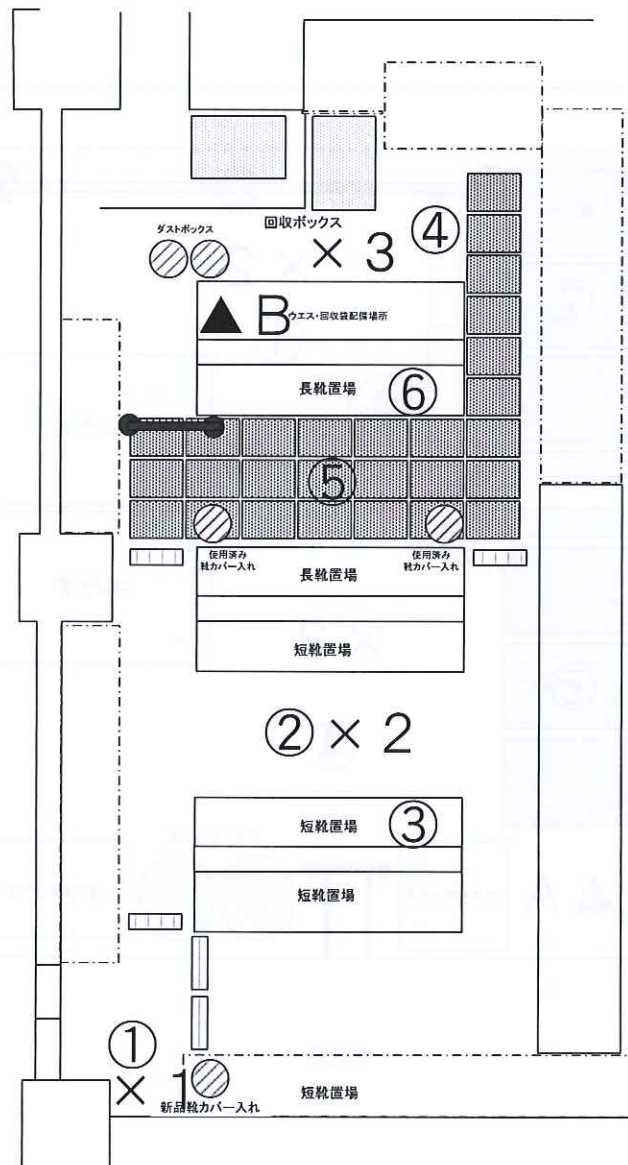 回収ボックス
④
ダストボックス
× 3
▲ B ウエス・回収袋配備場所
長靴置場 ⑥
⑤
使用済み
靴カバー入れ
使用済み
靴カバー入れ
長靴置場
短靴置場
② × 2
短靴置場 ③
短靴置場
①
× 1
新品靴カバー入れ
短靴置場